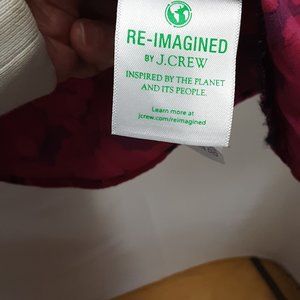 RE-IMAGINED
BY J.CREW
INSPIRED BY THE PLANET
AND ITS PEOPLE.
Learn more at
jcrew.com/reimagined